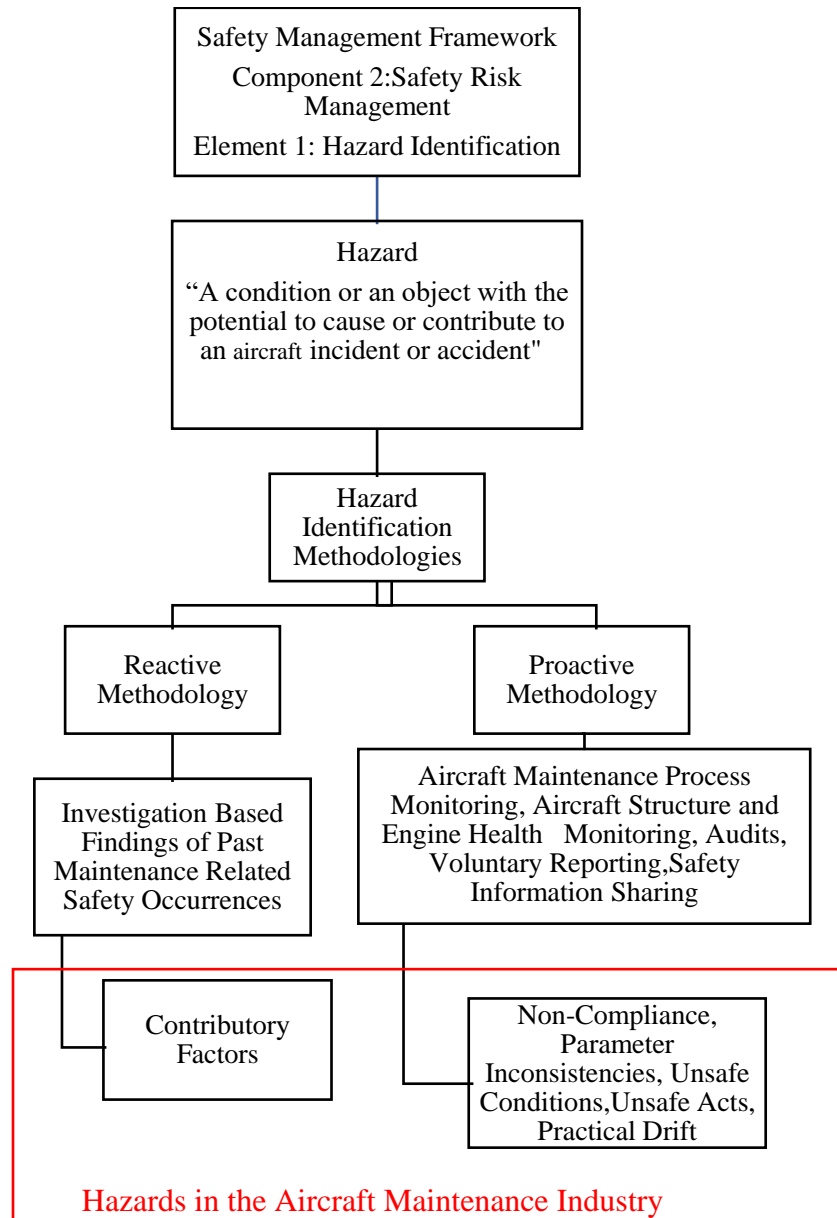 Safety Management Framework
Component 2:Safety Risk
Management
Element 1: Hazard Identification
Hazard
“A condition or an object with the
potential to cause or contribute to
an aircraft incident or accident"
Hazard
Identification
Methodologies
Reactive
Methodology
Proactive
Methodology
Investigation Based
Findings of Past
Maintenance Related
Safety Occurrences
Aircraft Maintenance Process
Monitoring, Aircraft Structure and
Engine Health Monitoring, Audits,
Voluntary Reporting,Safety
Information Sharing
Contributory
Factors
Non-Compliance,
Parameter
Inconsistencies, Unsafe
Conditions,Unsafe Acts,
Practical Drift
Hazards in the Aircraft Maintenance Industry